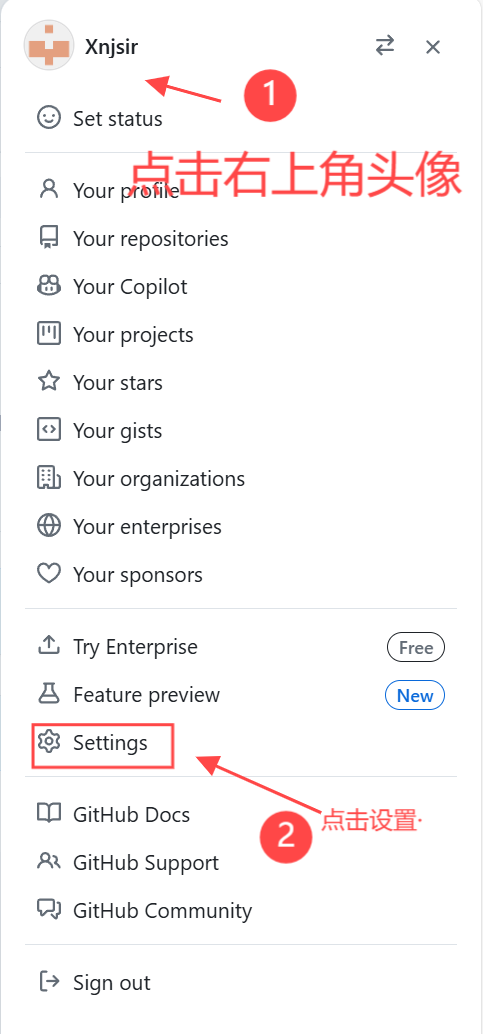 Xnjsir
1
Set status
点击右上角头像
Your profile
Your repositories
Your Copilot
Your projects
Your stars
Your gists
Your organizations
Your enterprises
Your sponsors
Try Enterprise Free
Feature preview New
Settings
GitHub Docs
2 点击设置·
GitHub Support
GitHub Community
Sign out